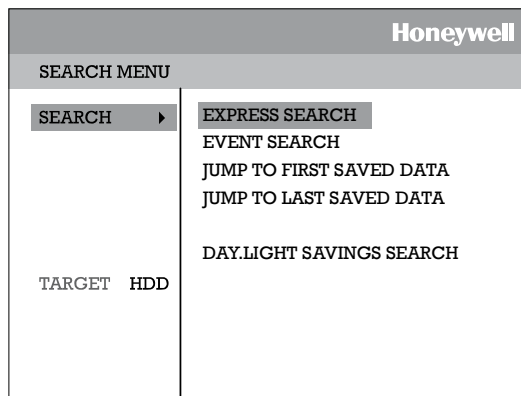 Honeywell
SEARCH MENU
SEARCH
EXPRESS SEARCH
EVENT SEARCH
JUMP TO FIRST SAVED DATA
JUMP TO LAST SAVED DATA
DAY.LIGHT SAVINGS SEARCH
TARGET HDD